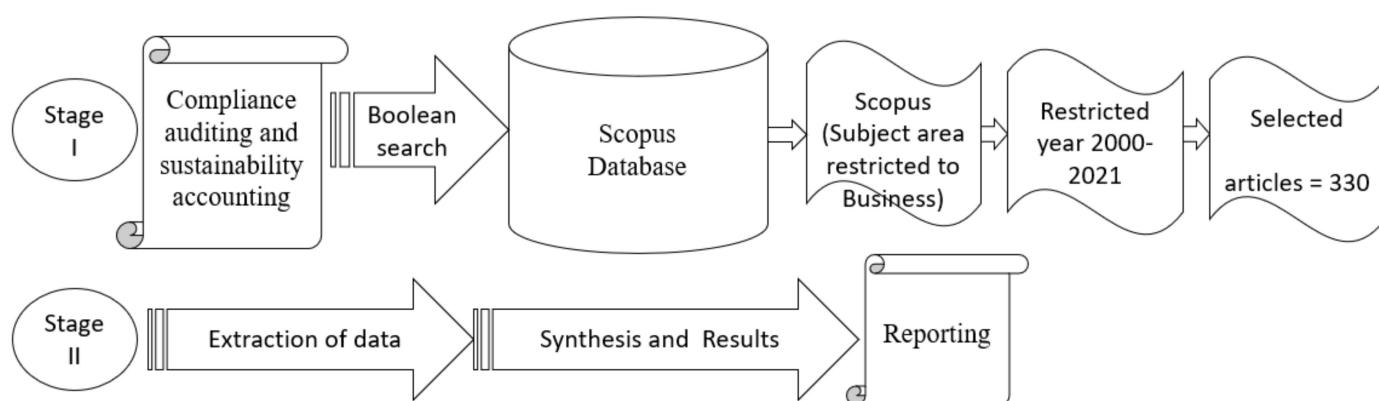 Stage
I
Compliance
auditing and
sustainability
accounting
Boolean
search
Scopus
Database
Scopus
(Subject area
restricted to
Business)
Restricted
year 2000-
2021
Selected
articles = 330
Stage
II
Extraction of data
Synthesis and  Results
Reporting